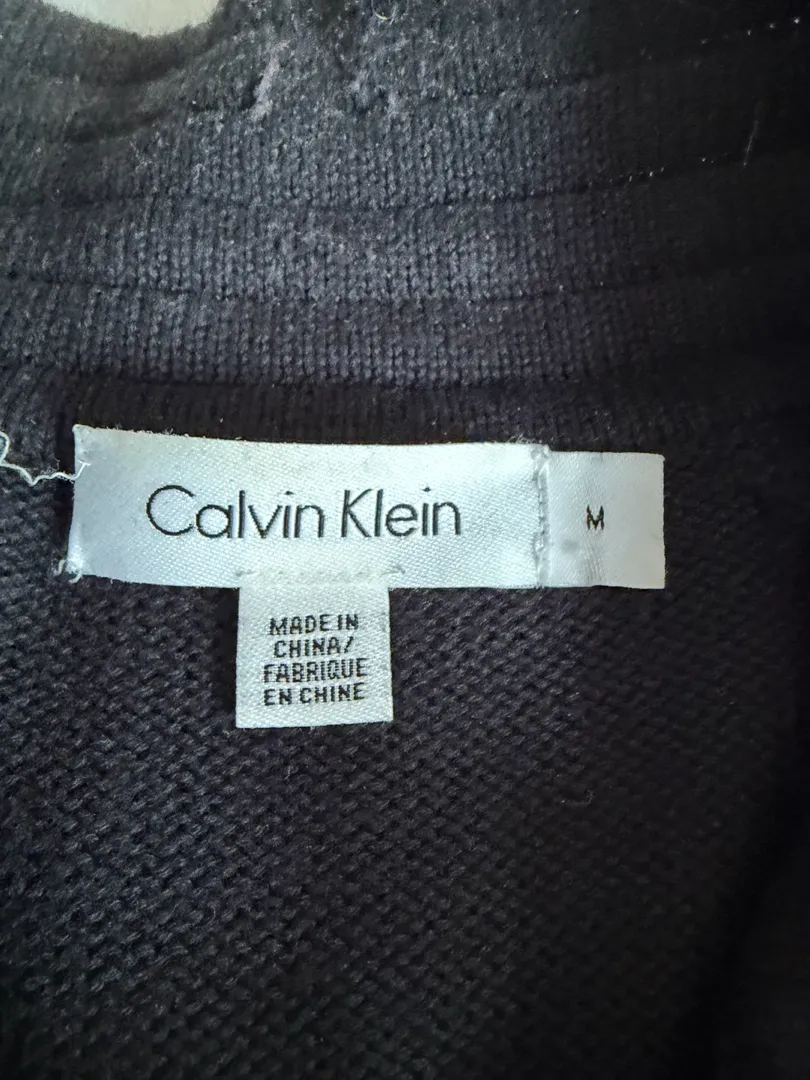 Calvin Klein
M
MADE IN
CHINA/
FABRIQUE
EN CHINE